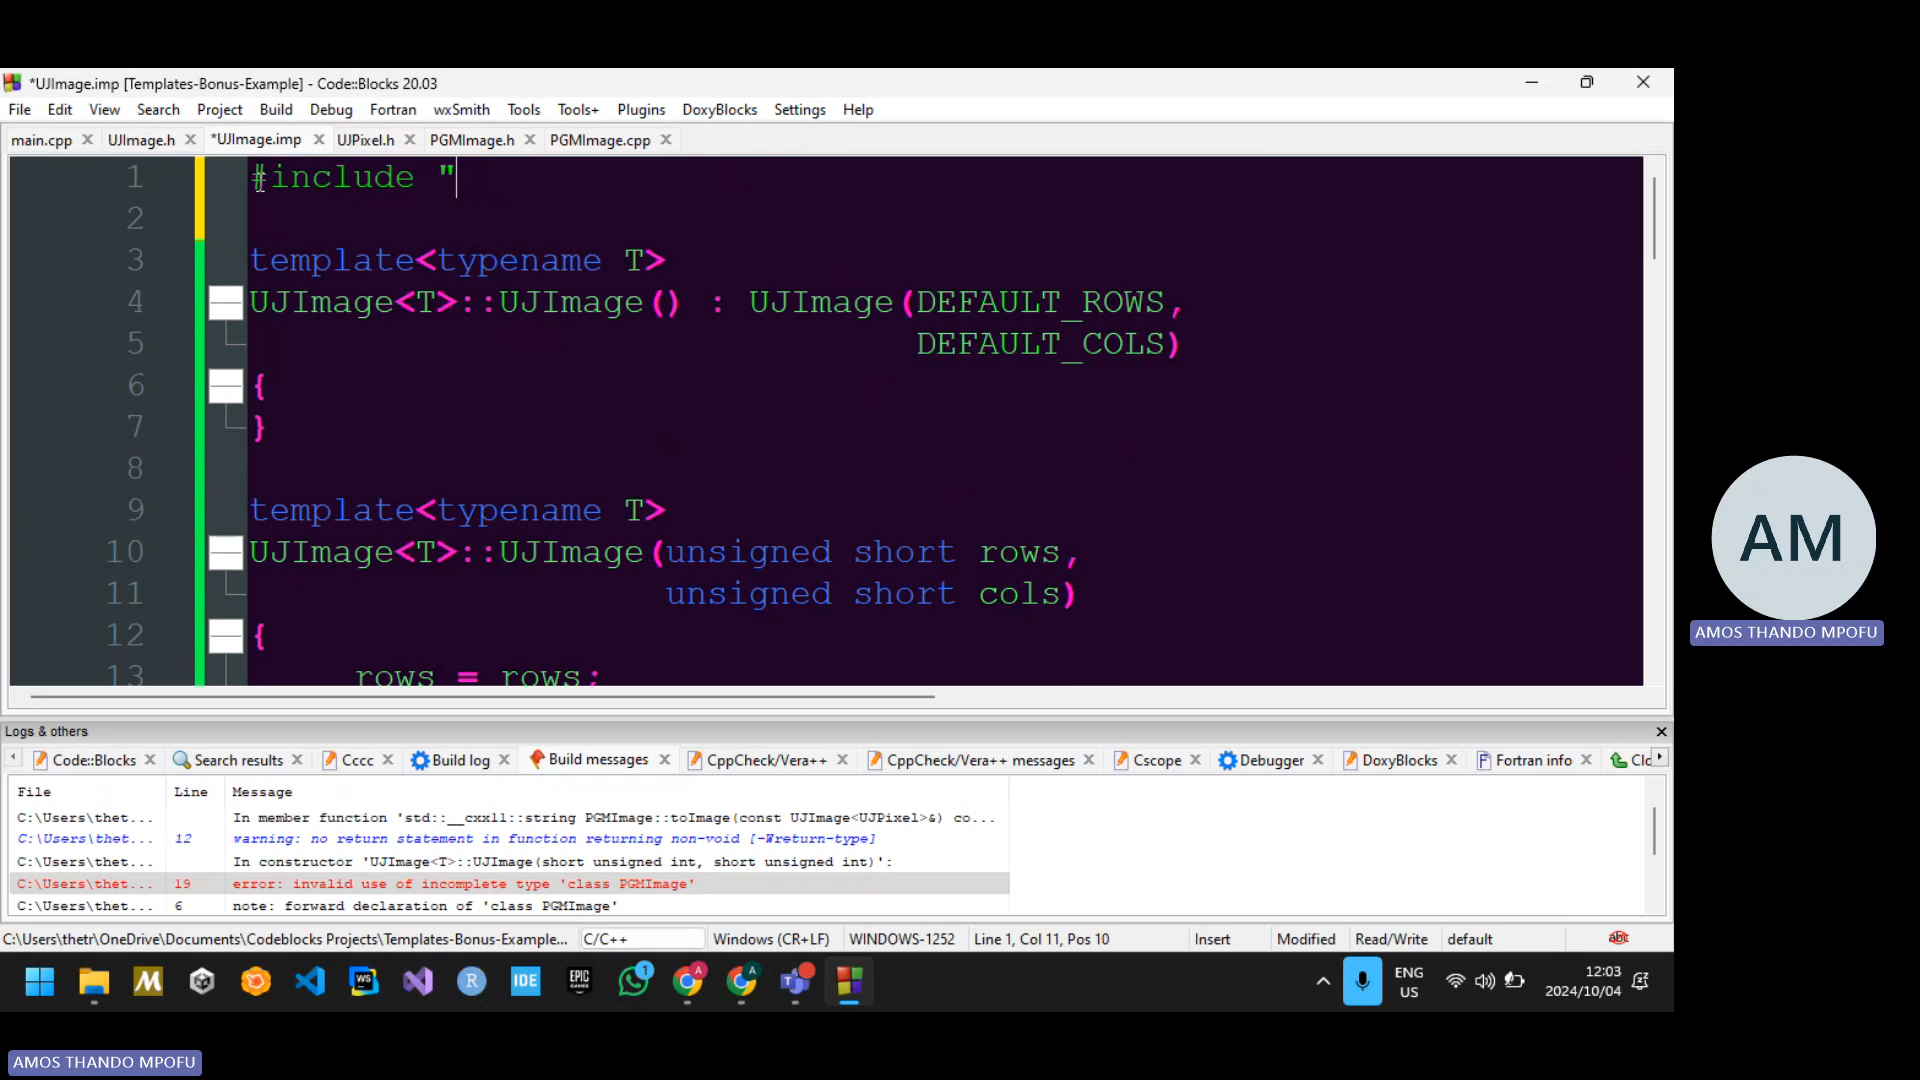 *UJImage.imp [Templates-Bonus-Example] - Code::Blocks 20.03
File Edit View Search Project Build Debug Fortran wxSmith Tools Tools+ Plugins DoxyBlocks Settings Help
main.cpp UJImage.h *UJImage.imp UJPixel.h PGMImage.h PGMImage.cpp
1 #include "
2
3 template<typename T>
4 UJImage<T>::UJImage() : UJImage(DEFAULT_ROWS,
5 DEFAULT_COLS)
6 {
7 }
8
9 template<typename T>
10 UJImage<T>::UJImage(unsigned short rows,
11 unsigned short cols)
12 {
13 rows = rows;
AM
AMOS THANDO MPOFU
Logs & others
Code::Blocks Search results Cccc Build log Build messages CppCheck/Vera++ CppCheck/Vera++ messages Cscope Debugger DoxyBlocks Fortran info Clo
File Line Message
C:\Users\thet... In member function 'std::__cxx11::string PGMImage::toImage(const UJImage<UJPixel>&) co...
C:\Users\thet... 12 warning: no return statement in function returning non-void [-Wreturn-type]
C:\Users\thet... In constructor 'UJImage<T>::UJImage(short unsigned int, short unsigned int)':
C:\Users\thet... 19 error: invalid use of incomplete type 'class PGMImage'
C:\Users\thet... 6 note: forward declaration of 'class PGMImage'
C:\Users\thetr\OneDrive\Documents\Codeblocks Projects\Templates-Bonus-Example... C/C++ Windows (CR+LF) WINDOWS-1252 Line 1, Col 11, Pos 10 Insert Modified Read/Write default
M WS R IDE EPIC GAMES 1 A A ENG US 12:03 2024/10/04
AMOS THANDO MPOFU